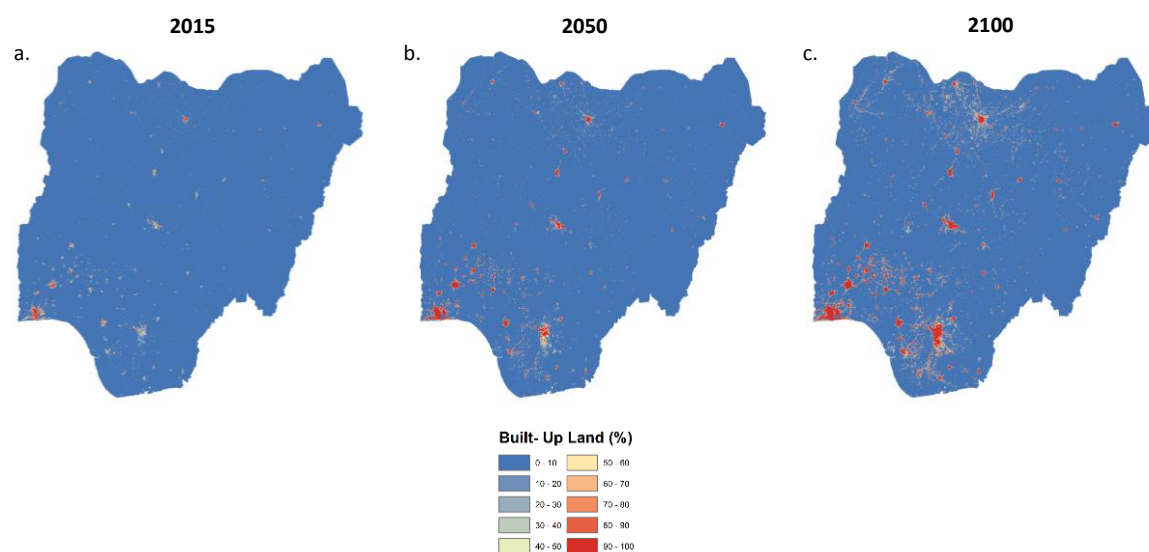 2015 2050 2100
a. b. c.
Built- Up Land (%)
0 - 10 50 - 60
10 - 20 60 - 70
20 - 30 70 - 80
30 - 40 80 - 90
40 - 50 90 - 100